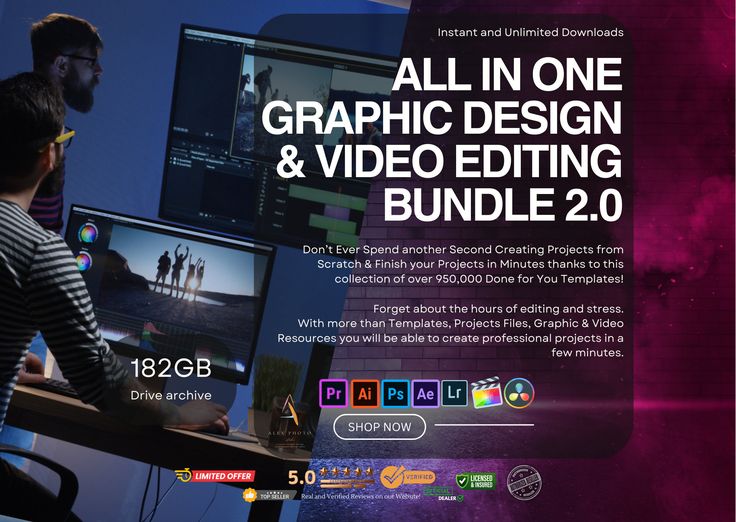 Instant and Unlimited Downloads
ALL IN ONE
GRAPHIC DESIGN
& VIDEO EDITING
BUNDLE 2.0
Don't Ever Spend another Second Creating Projects from
Scratch & Finish your Projects in Minutes thanks to this
collection of over 950,000 Done for You Templates!
Forget about the hours of editing and stress.
With more than Templates, Projects Files, Graphic & Video
Resources you will be able to create professional projects in a
few minutes.
182GB
Drive archive
Pr Ai Ps Ae Lr
ALEX PHOTO
SHOP NOW
LIMITED OFFER
5.0
VERIFIED
LICENSED
& INSURED
TOP SELLER
Real and Verified Reviews on our Website!
DEALER